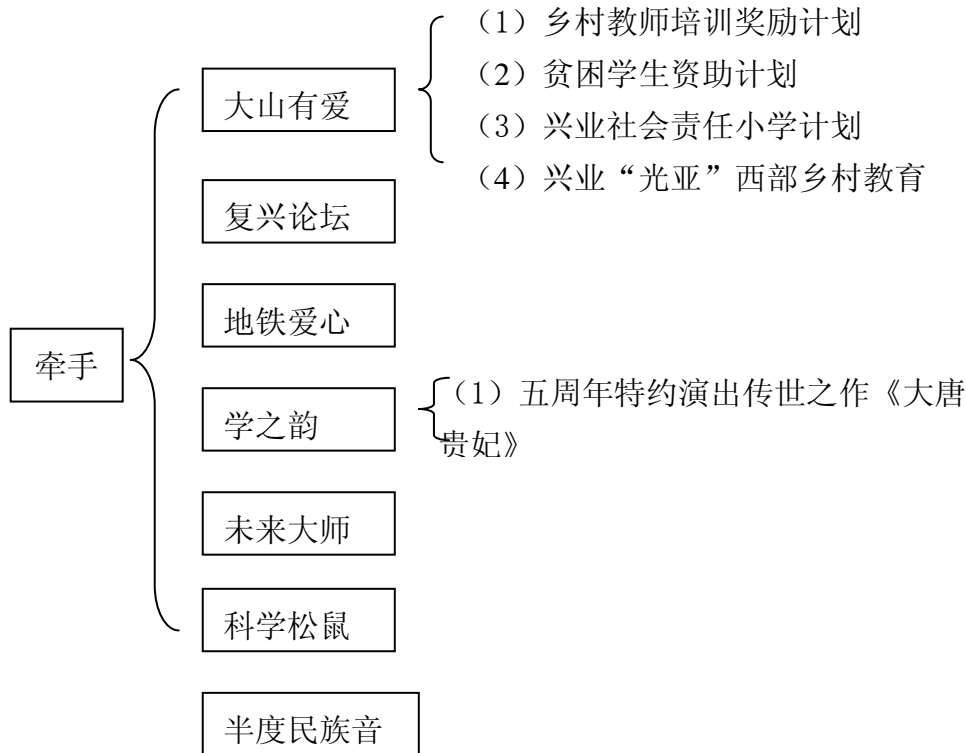 （1）乡村教师培训奖励计划
大山有爱
（2）贫困学生资助计划
（3）兴业社会责任小学计划
（4）兴业“光亚”西部乡村教育
复兴论坛
地铁爱心
牵手
学之韵
（1）五周年特约演出传世之作《大唐
贵妃》
未来大师
科学松鼠
半度民族音